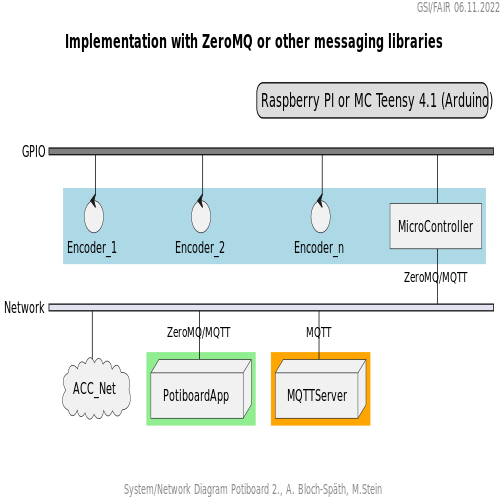 GSI/FAIR 06.11.2022
Implementation with ZeroMQ or other messaging libraries
Raspberry PI or MC Teensy 4.1 (Arduino)
GPIO
Encoder_1
Encoder_2
Encoder_n
MicroController
ZeroMQ/MQTT
Network
ZeroMQ/MQTT
MQTT
ACC_Net
PotiboardApp
MQTTServer
System/Network Diagram Potiboard 2., A. Bloch-Späth, M.Stein